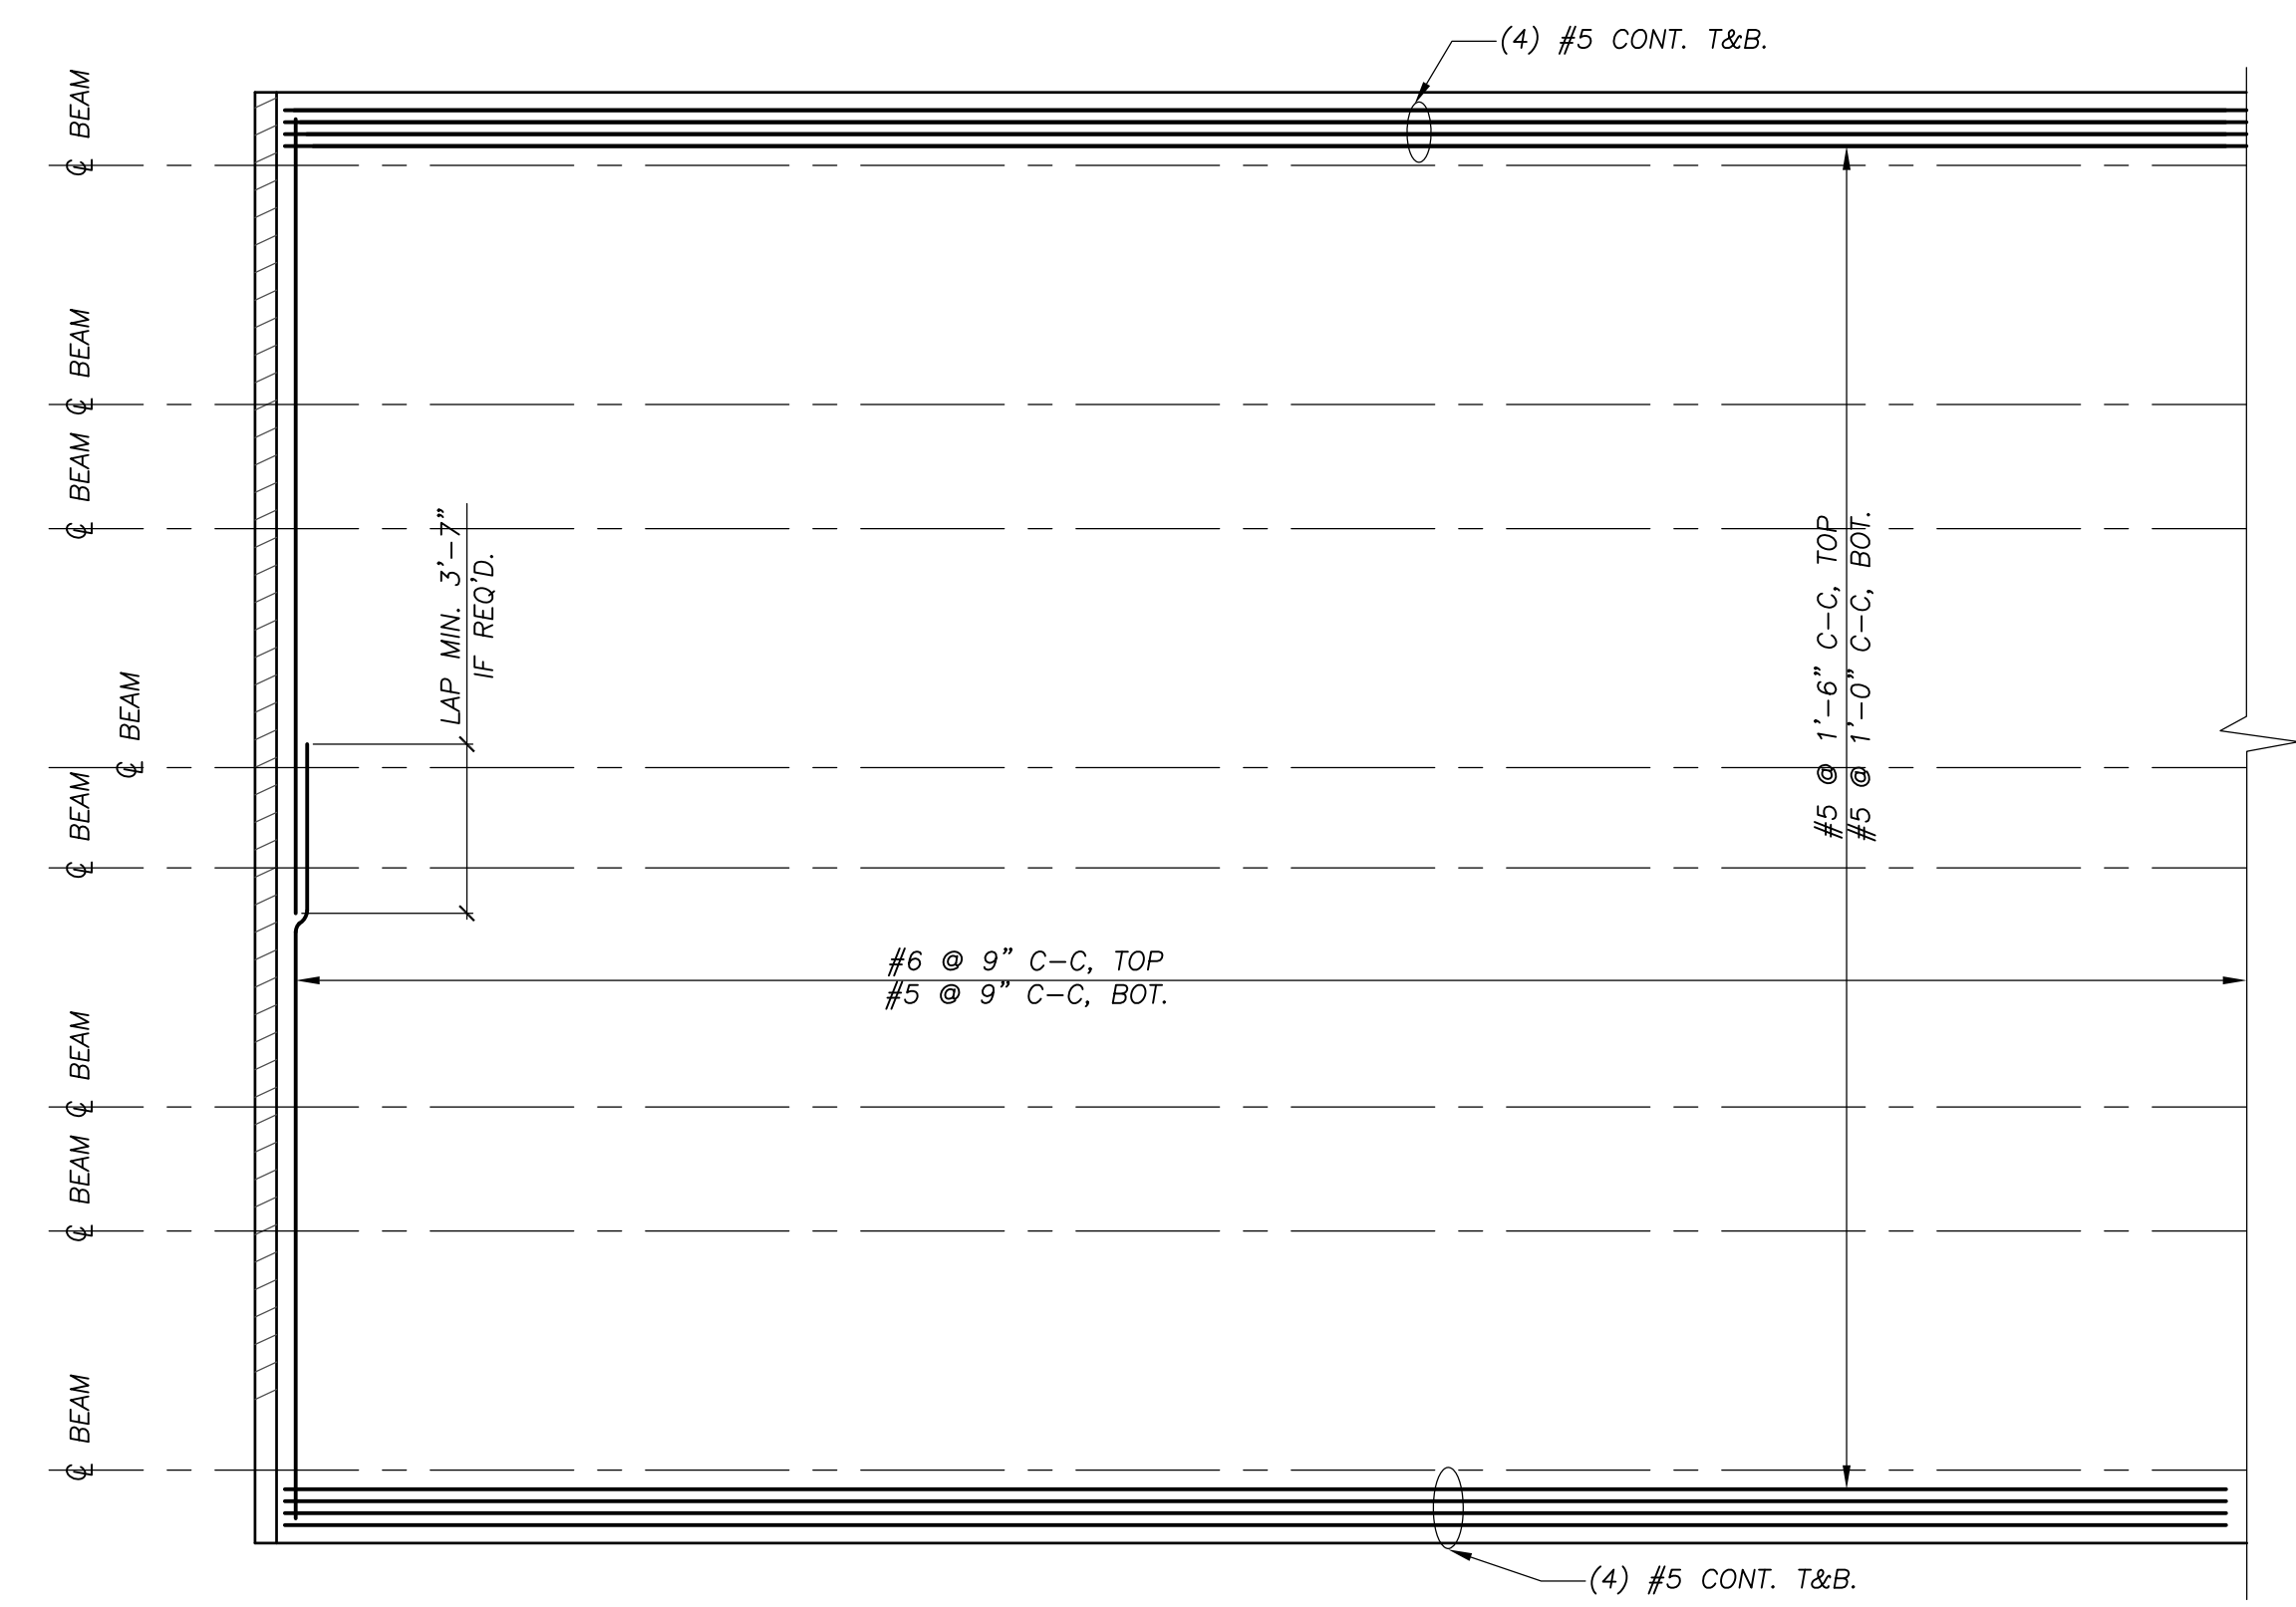 (4) #5 CONT. T&B.
℄ BEAM
℄ BEAM
℄ BEAM
LAP MIN. 3'-7"
IF REQ'D.
#5 @ 1'-6" C-C, TOP
#5 @ 1'-0" C-C, BOT.
℄ BEAM
℄ BEAM
#6 @ 9" C-C, TOP
#5 @ 9" C-C, BOT.
℄ BEAM
℄ BEAM
℄ BEAM
(4) #5 CONT. T&B.